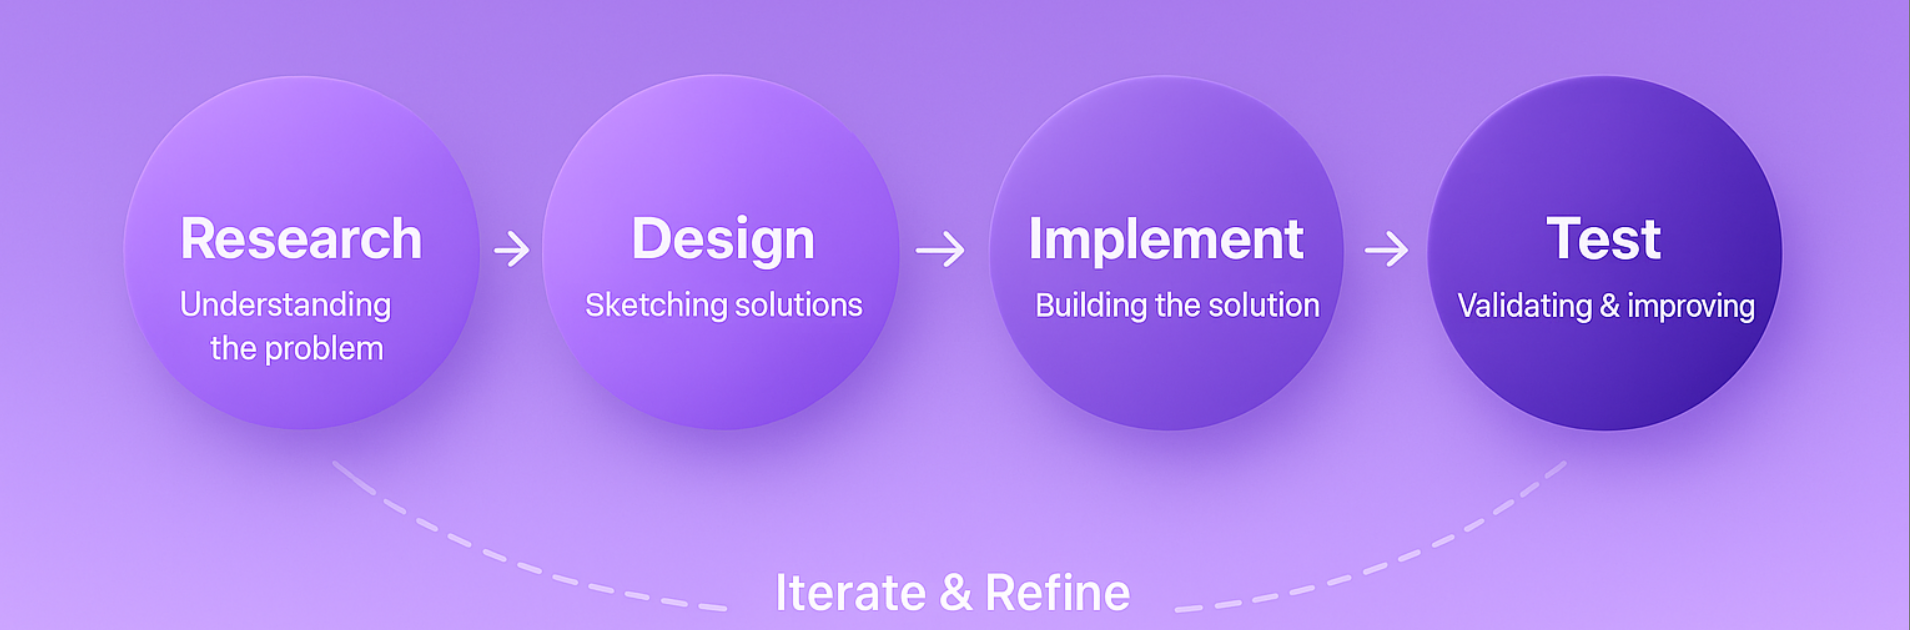 Research
Understanding
the problem
Design
Sketching solutions
Implement
Building the solution
Test
Validating & improving
Iterate & Refine